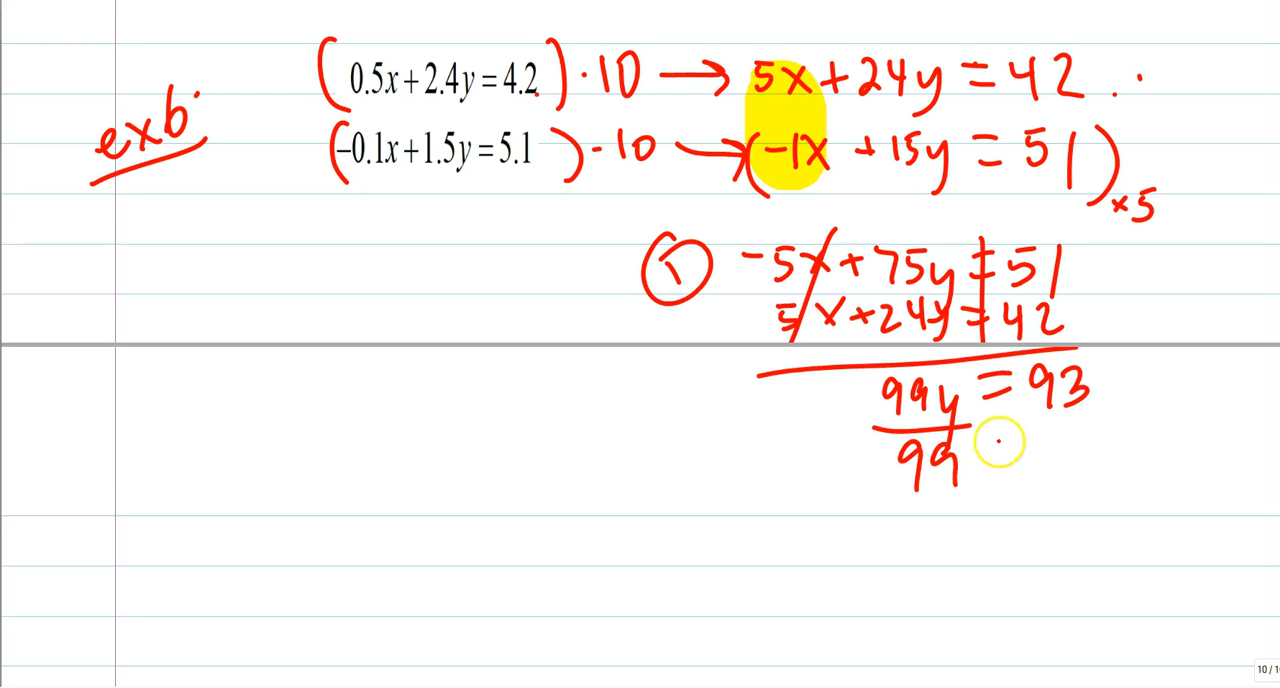 (0.5x+2.4y=4.2.)·10 → 5x+24y=42.
exb.
(-0.1x+1.5y=5.1)·10 → (-1x+15y=51)×5
① -5x+75y=51
5x+24y=42
99y=93
99
10 / 1